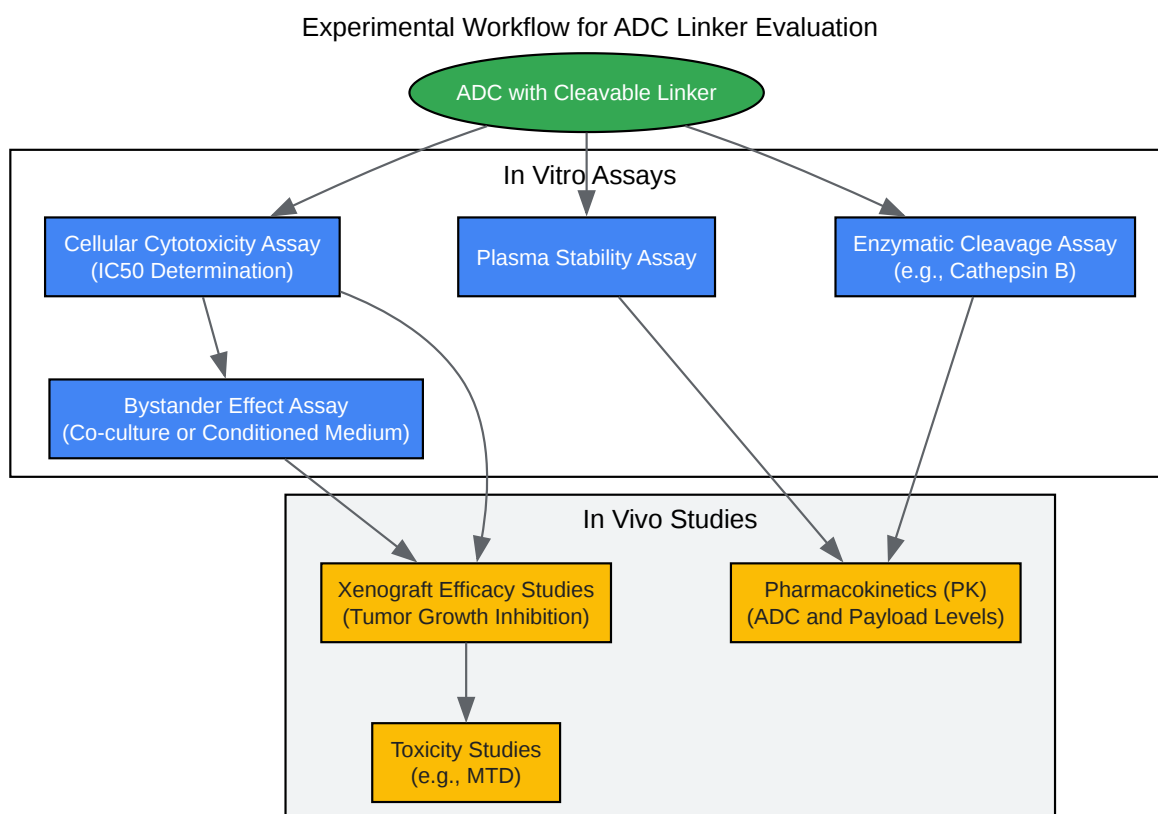 Experimental Workflow for ADC Linker Evaluation
ADC with Cleavable Linker
In Vitro Assays
Cellular Cytotoxicity Assay
(IC50 Determination)
Plasma Stability Assay
Enzymatic Cleavage Assay
(e.g., Cathepsin B)
Bystander Effect Assay
(Co-culture or Conditioned Medium)
In Vivo Studies
Xenograft Efficacy Studies
(Tumor Growth Inhibition)
Pharmacokinetics (PK)
(ADC and Payload Levels)
Toxicity Studies
(e.g., MTD)